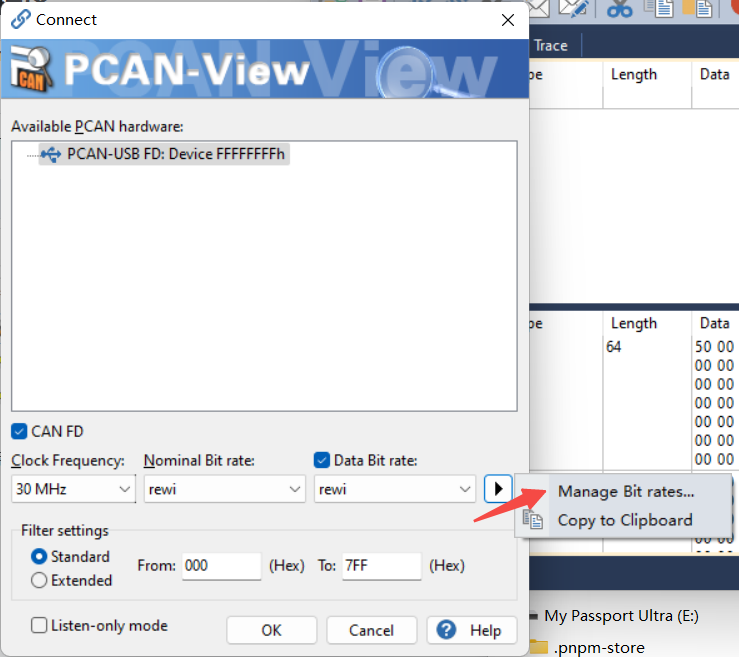 Connect
PCAN-View
CAN
Available PCAN hardware:
PCAN-USB FD: Device FFFFFFFFh
CAN FD
Clock Frequency: Nominal Bit rate: Data Bit rate:
30 MHz rewi rewi
Manage Bit rates...
Copy to Clipboard
Filter settings
Standard
Extended
From: 000 (Hex) To: 7FF (Hex)
Listen-only mode
OK Cancel Help
Trace
pe Length Data
pe Length Data
64 50 00
00 00
00 00
00 00
00 00
00 00
00 00
My Passport Ultra (E:)
.pnpm-store